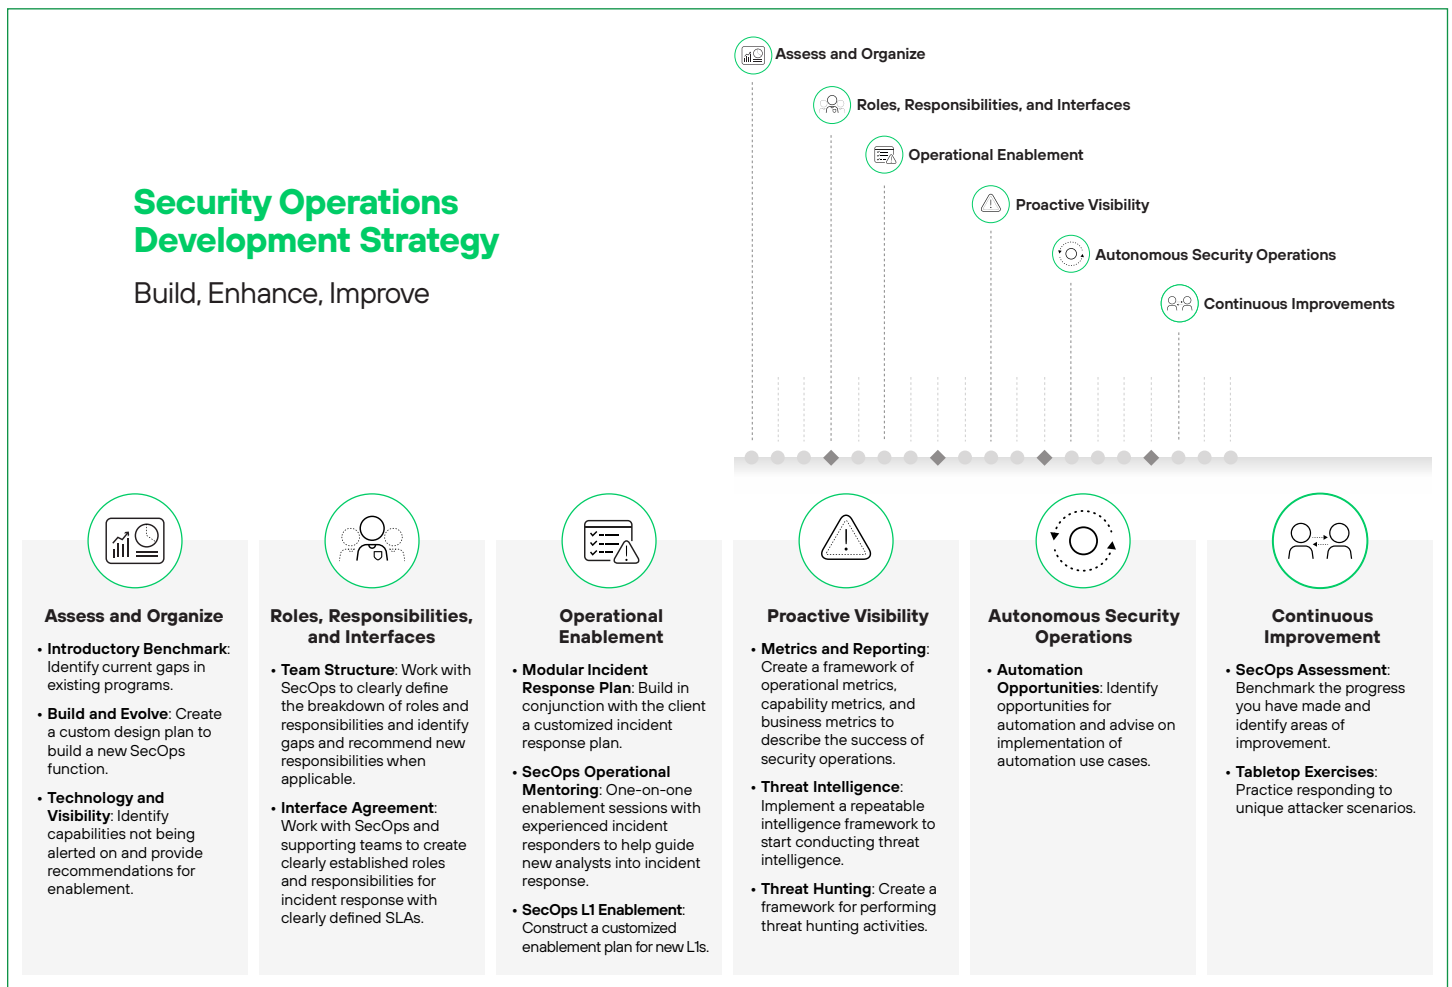 Assess and Organize
Roles, Responsibilities, and Interfaces
Operational Enablement
Proactive Visibility
Autonomous Security Operations
Continuous Improvements
Security Operations
Development Strategy
Build, Enhance, Improve
Assess and Organize
• Introductory Benchmark:
Identify current gaps in
existing programs.
• Build and Evolve: Create
a custom design plan to
build a new SecOps
function.
• Technology and
Visibility: Identify
capabilities not being
alerted on and provide
recommendations for
enablement.
Roles, Responsibilities,
and Interfaces
• Team Structure: Work with
SecOps to clearly define
the breakdown of roles and
responsibilities and identify
gaps and recommend new
responsibilities when
applicable.
• Interface Agreement:
Work with SecOps and
supporting teams to create
clearly established roles
and responsibilities for
incident response with
clearly defined SLAs.
Operational
Enablement
• Modular Incident
Response Plan: Build in
conjunction with the client
a customized incident
response plan.
• SecOps Operational
Mentoring: One-on-one
enablement sessions with
experienced incident
responders to help guide
new analysts into incident
response.
• SecOps L1 Enablement:
Construct a customized
enablement plan for new L1s.
Proactive Visibility
• Metrics and Reporting:
Create a framework of
operational metrics,
capability metrics, and
business metrics to
describe the success of
security operations.
• Threat Intelligence:
Implement a repeatable
intelligence framework to
start conducting threat
intelligence.
• Threat Hunting: Create a
framework for performing
threat hunting activities.
Autonomous Security
Operations
• Automation
Opportunities: Identify
opportunities for
automation and advise on
implementation of
automation use cases.
Continuous
Improvement
• SecOps Assessment:
Benchmark the progress
you have made and
identify areas of
improvement.
• Tabletop Exercises:
Practice responding to
unique attacker scenarios.